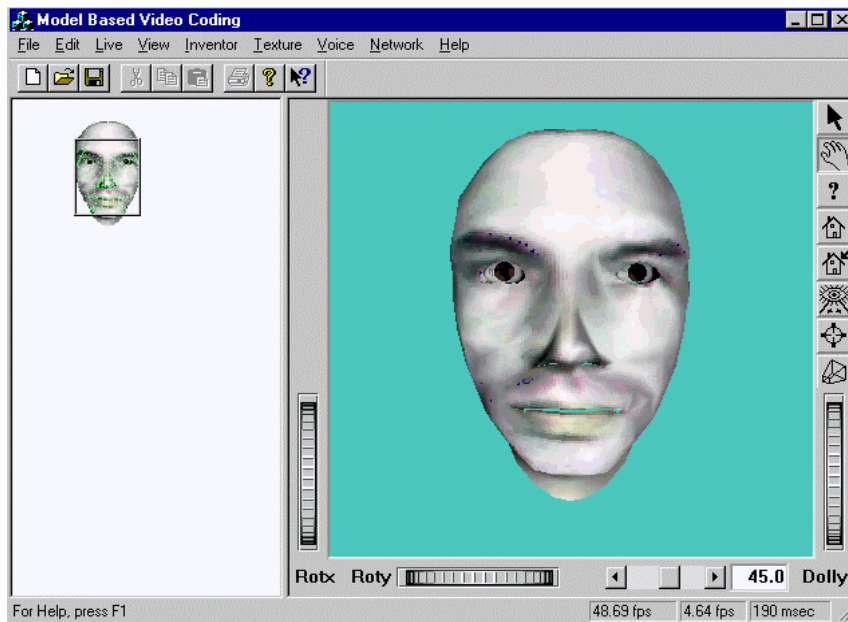 Model Based Video Coding
File Edit Live View Inventor Texture Voice Network Help
Rotx Roty 45.0 Dolly
For Help, press F1 48.69 fps 4.64 fps 190 msec